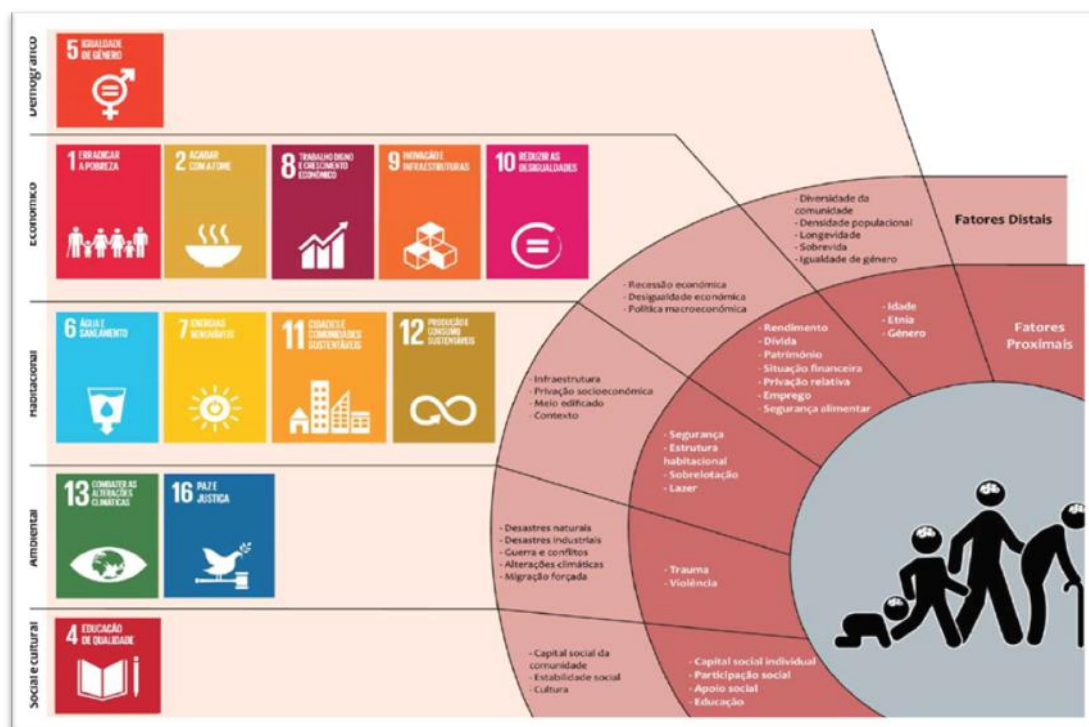 Demográfico
5 IGUALDADE
DE GÉNERO
Económico
1 ERRADICAR
A POBREZA
2 ACABAR
COM A FOME
8 TRABALHO DIGNO
E CRESCIMENTO
ECONÓMICO
9 INOVAÇÃO E
INFRAESTRUTURAS
10 REDUZIR AS
DESIGUALDADES
Habitacional
6 ÁGUA E
SANEAMENTO
7 ENERGIAS
RENOVÁVEIS
11 CIDADES E
COMUNIDADES
SUSTENTÁVEIS
12 PRODUÇÃO E
CONSUMO
SUSTENTÁVEIS
Ambiental
13 COMBATER AS
ALTERAÇÕES
CLIMÁTICAS
16 PAZ E
JUSTIÇA
Social e cultural
4 EDUCAÇÃO
DE QUALIDADE
Fatores Distais
- Diversidade da
comunidade
- Densidade populacional
- Longevidade
- Sobrevida
- Igualdade de género
- Recessão económica
- Desigualdade económica
- Política macroeconómica
- Infraestrutura
- Privação socioeconómica
- Meio edificado
- Contexto
- Desastres naturais
- Desastres industriais
- Guerra e conflitos
- Alterações climáticas
- Migração forçada
- Capital social da
comunidade
- Estabilidade social
- Cultura
Fatores
Proximais
- Idade
- Etnia
- Género
- Rendimento
- Dívida
- Património
- Situação financeira
- Privação relativa
- Emprego
- Segurança alimentar
- Segurança
- Estrutura
habitacional
- Sobrelotação
- Lazer
- Trauma
- Violência
- Capital social individual
- Participação social
- Apoio social
- Educação